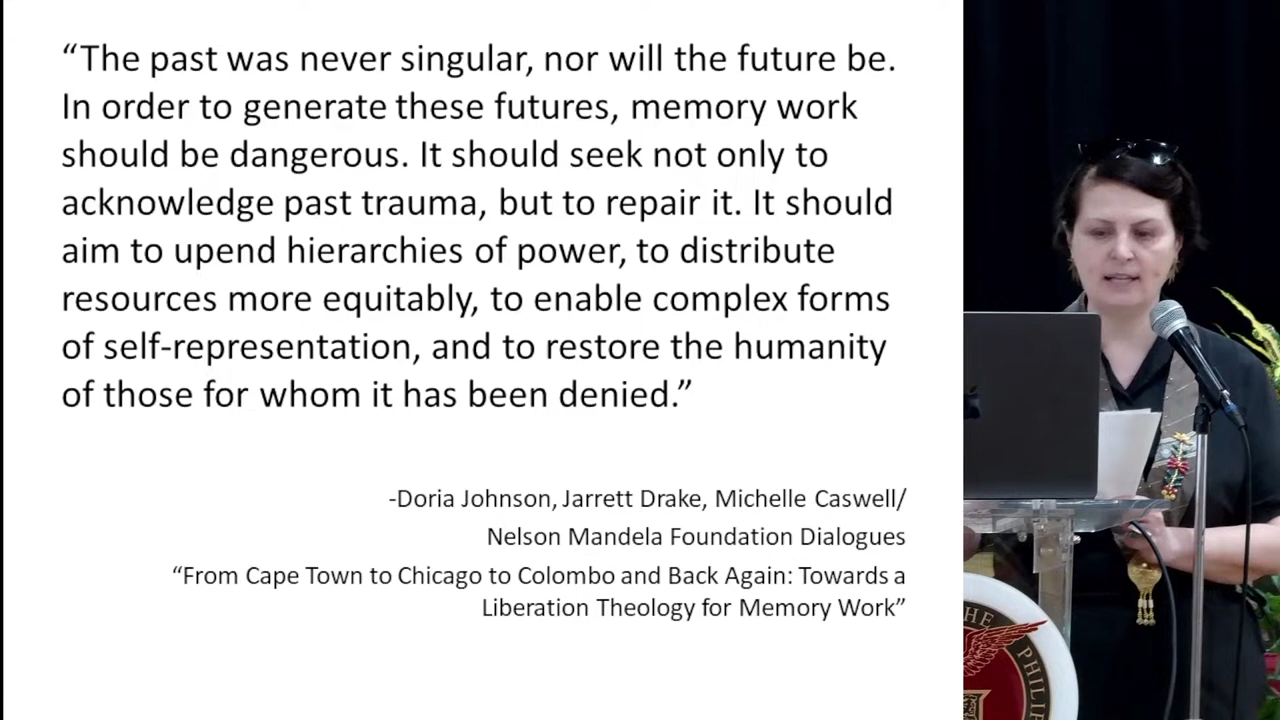 “The past was never singular, nor will the future be.
In order to generate these futures, memory work
should be dangerous. It should seek not only to
acknowledge past trauma, but to repair it. It should
aim to upend hierarchies of power, to distribute
resources more equitably, to enable complex forms
of self-representation, and to restore the humanity
of those for whom it has been denied.”
-Doria Johnson, Jarrett Drake, Michelle Caswell/
Nelson Mandela Foundation Dialogues
“From Cape Town to Chicago to Colombo and Back Again: Towards a
Liberation Theology for Memory Work”
THE